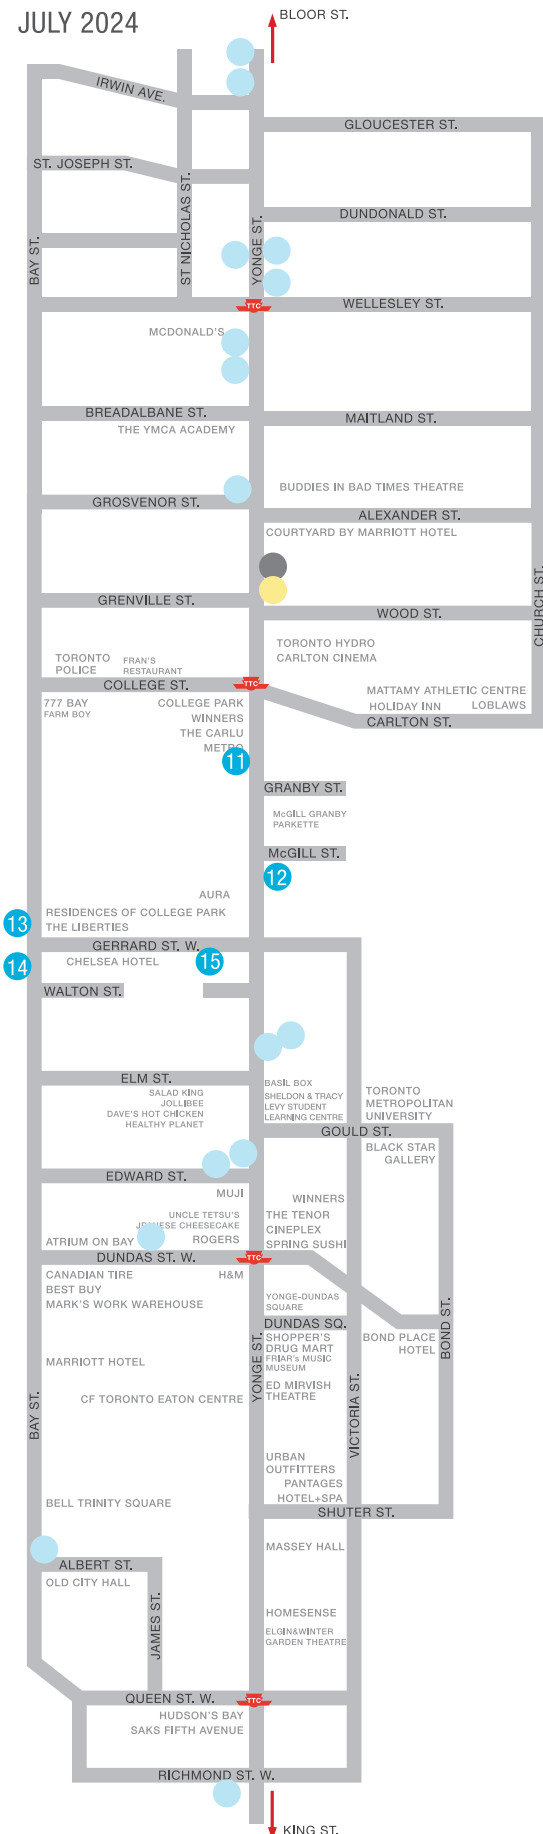 JULY 2024
BLOOR ST.
IRWIN AVE.
GLOUCESTER ST.
ST. JOSEPH ST.
ST NICHOLAS ST.
DUNDONALD ST.
BAY ST.
YONGE ST.
TTC
WELLESLEY ST.
MCDONALD'S
BREADALBANE ST.
MAITLAND ST.
THE YMCA ACADEMY
BUDDIES IN BAD TIMES THEATRE
GROSVENOR ST.
ALEXANDER ST.
COURTYARD BY MARRIOTT HOTEL
CHURCH ST.
GRENVILLE ST.
WOOD ST.
TORONTO HYDRO
CARLTON CINEMA
TORONTO
POLICE
FRAN'S
RESTAURANT
COLLEGE ST.
TTC
MATTAMY ATHLETIC CENTRE
HOLIDAY INN
LOBLAWS
CARLTON ST.
777 BAY
FARM BOY
COLLEGE PARK
WINNERS
THE CARLU
METRO
11
GRANBY ST.
McGILL GRANBY
PARKETTE
McGILL ST.
12
AURA
13
RESIDENCES OF COLLEGE PARK
THE LIBERTIES
GERRARD ST. W.
14
CHELSEA HOTEL
15
WALTON ST.
ELM ST.
BASIL BOX
SHELDON & TRACY
LEVY STUDENT
LEARNING CENTRE
TORONTO
METROPOLITAN
UNIVERSITY
SALAD KING
JOLLIBEE
DAVE'S HOT CHICKEN
HEALTHY PLANET
GOULD ST.
BLACK STAR
GALLERY
EDWARD ST.
MUJI
WINNERS
UNCLE TETSU'S
JPANESE CHEESECAKE
THE TENOR
CINEPLEX
SPRING SUSHI
ATRIUM ON BAY
ROGERS
DUNDAS ST. W.
TTC
CANADIAN TIRE
BEST BUY
MARK'S WORK WAREHOUSE
H&M
YONGE-DUNDAS
SQUARE
DUNDAS SQ.
BOND ST.
SHOPPER'S
DRUG MART
FRIAR's MUSIC
MUSEUM
BOND PLACE
HOTEL
YONGE ST.
MARRIOTT HOTEL
ED MIRVISH
THEATRE
CF TORONTO EATON CENTRE
BAY ST.
VICTORIA ST.
URBAN
OUTFITTERS
PANTAGES
HOTEL+SPA
BELL TRINITY SQUARE
SHUTER ST.
MASSEY HALL
ALBERT ST.
OLD CITY HALL
JAMES ST.
HOMESENSE
ELGIN&WINTER
GARDEN THEATRE
QUEEN ST. W.
TTC
HUDSON'S BAY
SAKS FIFTH AVENUE
RICHMOND ST. W.
KING ST.